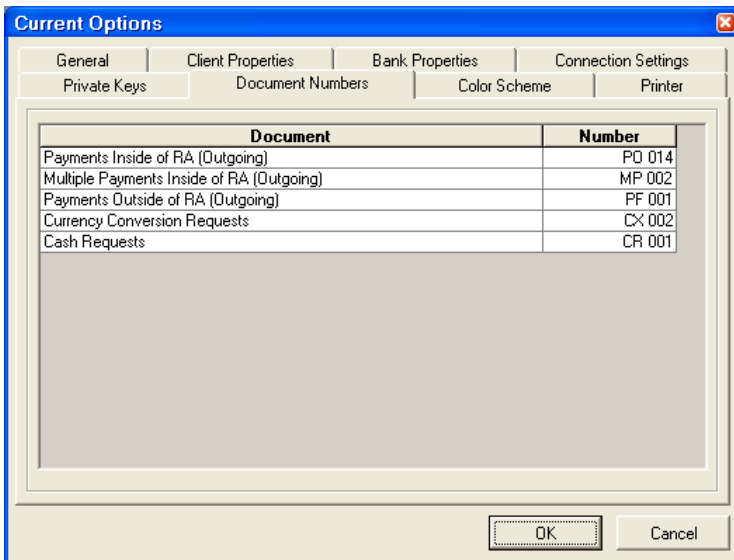 Current Options
General Client Properties Bank Properties Connection Settings
Private Keys Document Numbers Color Scheme Printer
Document Number
Payments Inside of RA (Outgoing) PO 014
Multiple Payments Inside of RA (Outgoing) MP 002
Payments Outside of RA (Outgoing) PF 001
Currency Conversion Requests CX 002
Cash Requests CR 001
OK Cancel